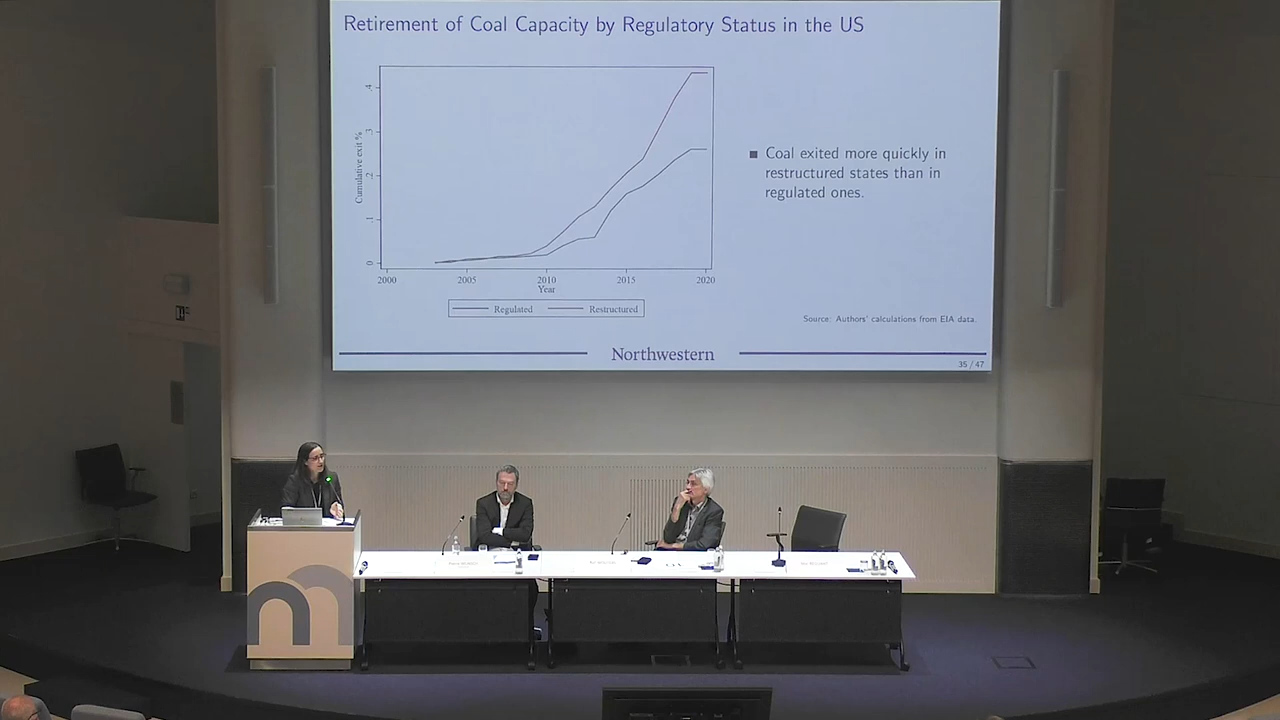 Retirement of Coal Capacity by Regulatory Status in the US
.4
.3
.2
.1
0
Cumulative exit %
2000 2005 2010 2015 2020
Year
Regulated Restructured
■ Coal exited more quickly in
restructured states than in
regulated ones.
Source: Authors' calculations from EIA data.
Northwestern
35 / 47